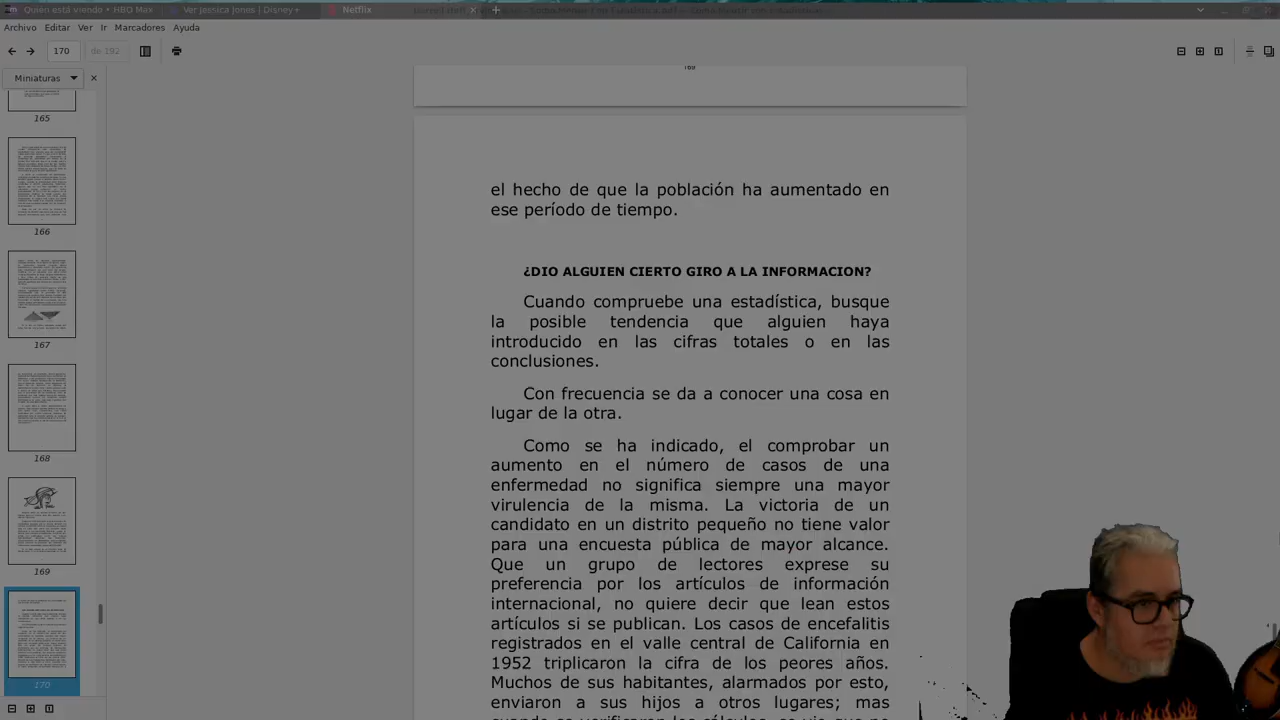 Quién está viendo • HBO Max
Ver Jessica Jones | Disney+
Netflix
Archivo Editar Ver Ir Marcadores Ayuda
170 de 192
Miniaturas
165
166
167
168
169
170
169
el hecho de que la población ha aumentado en
ese período de tiempo.
¿DIO ALGUIEN CIERTO GIRO A LA INFORMACION?
Cuando compruebe una estadística, busque
la posible tendencia que alguien haya
introducido en las cifras totales o en las
conclusiones.
Con frecuencia se da a conocer una cosa en
lugar de la otra.
Como se ha indicado, el comprobar un
aumento en el número de casos de una
enfermedad no significa siempre una mayor
virulencia de la misma. La victoria de un
candidato en un distrito pequeño no tiene valor
para una encuesta pública de mayor alcance.
Que un grupo de lectores exprese su
preferencia por los artículos de información
internacional, no quiere decir que lean estos
artículos si se publican. Los casos de encefalitis
registrados en el valle central de California en
1952 triplicaron la cifra de los peores años.
Muchos de sus habitantes, alarmados por esto,
enviaron a sus hijos a otros lugares; mas